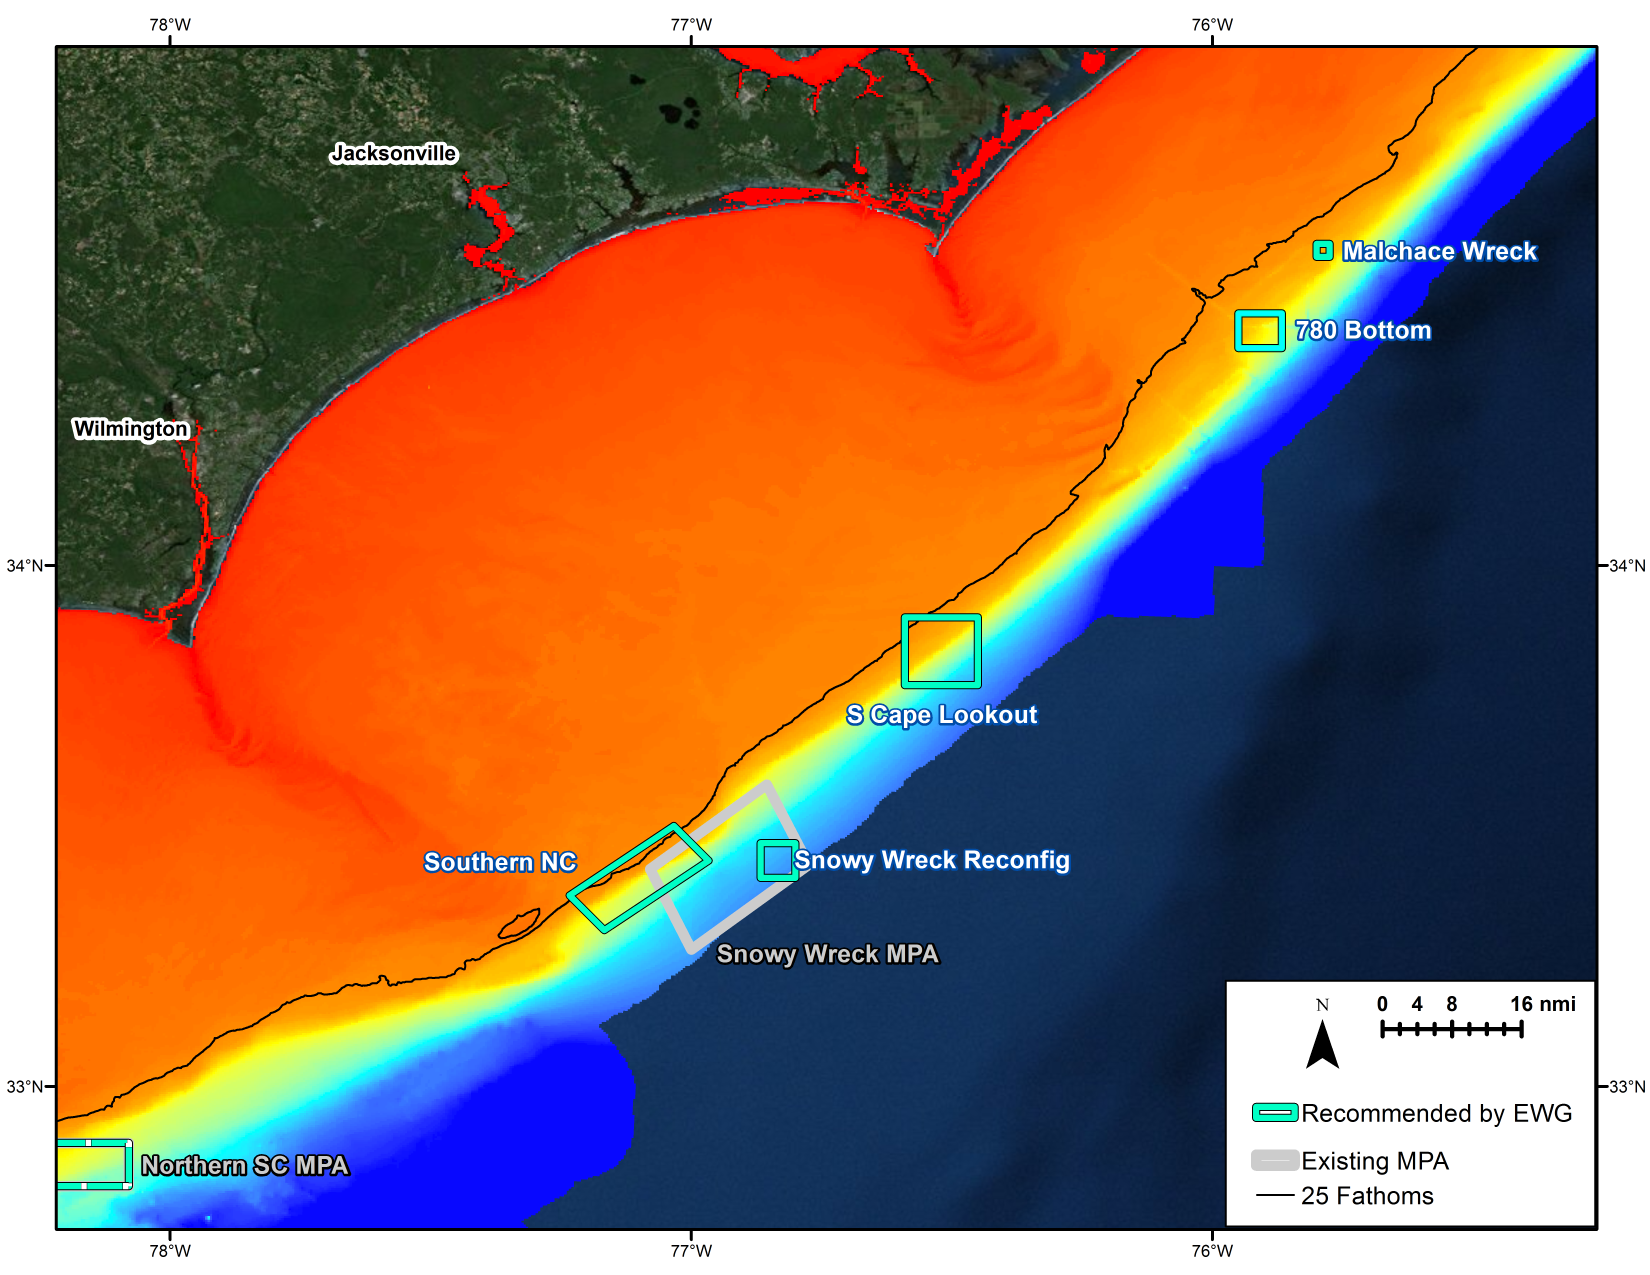 78°W 77°W 76°W
Jacksonville
Malchace Wreck
780 Bottom
Wilmington
34°N 34°N
S Cape Lookout
Southern NC
Snowy Wreck Reconfig
Snowy Wreck MPA
N
0 4 8 16 nmi
33°N 33°N
Recommended by EWG
Northern SC MPA
Existing MPA
25 Fathoms
78°W 77°W 76°W